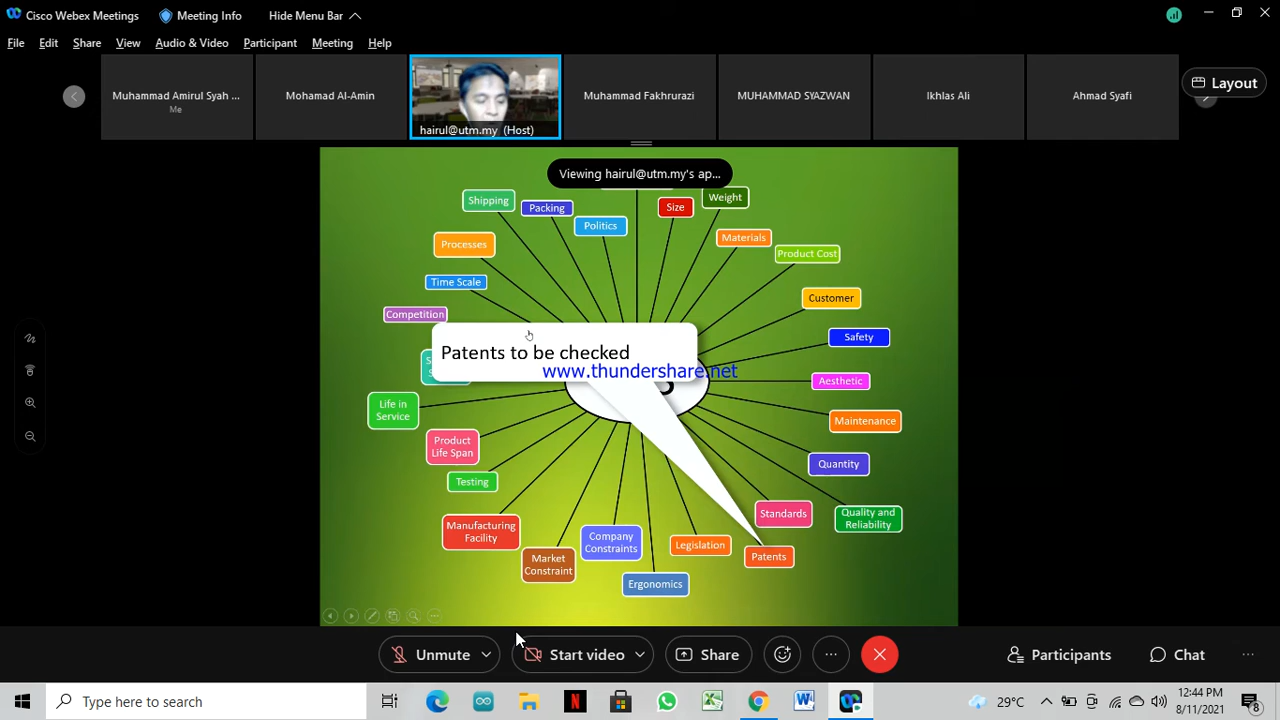 Cisco Webex Meetings
Meeting Info
Hide Menu Bar
File Edit Share View Audio & Video Participant Meeting Help
Muhammad Amirul Syah ...
Me
Mohamad Al-Amin
hairul@utm.my (Host)
Muhammad Fakhrurazi
MUHAMMAD SYAZWAN
Ikhlas Ali
Ahmad Syafi
Layout
Viewing hairul@utm.my's ap...
Shipping
Packing
Politics
Size
Weight
Processes
Materials
Product Cost
Time Scale
Customer
Competition
Safety
Patents to be checked
www.thundershare.net
Aesthetic
Life in
Service
Maintenance
Product
Life Span
Quantity
Testing
Standards
Quality and
Reliability
Manufacturing
Facility
Company
Constraints
Legislation
Patents
Market
Constraint
Ergonomics
Unmute
Start video
Share
Participants
Chat
Type here to search
29°C
12:44 PM
8/11/2021
8